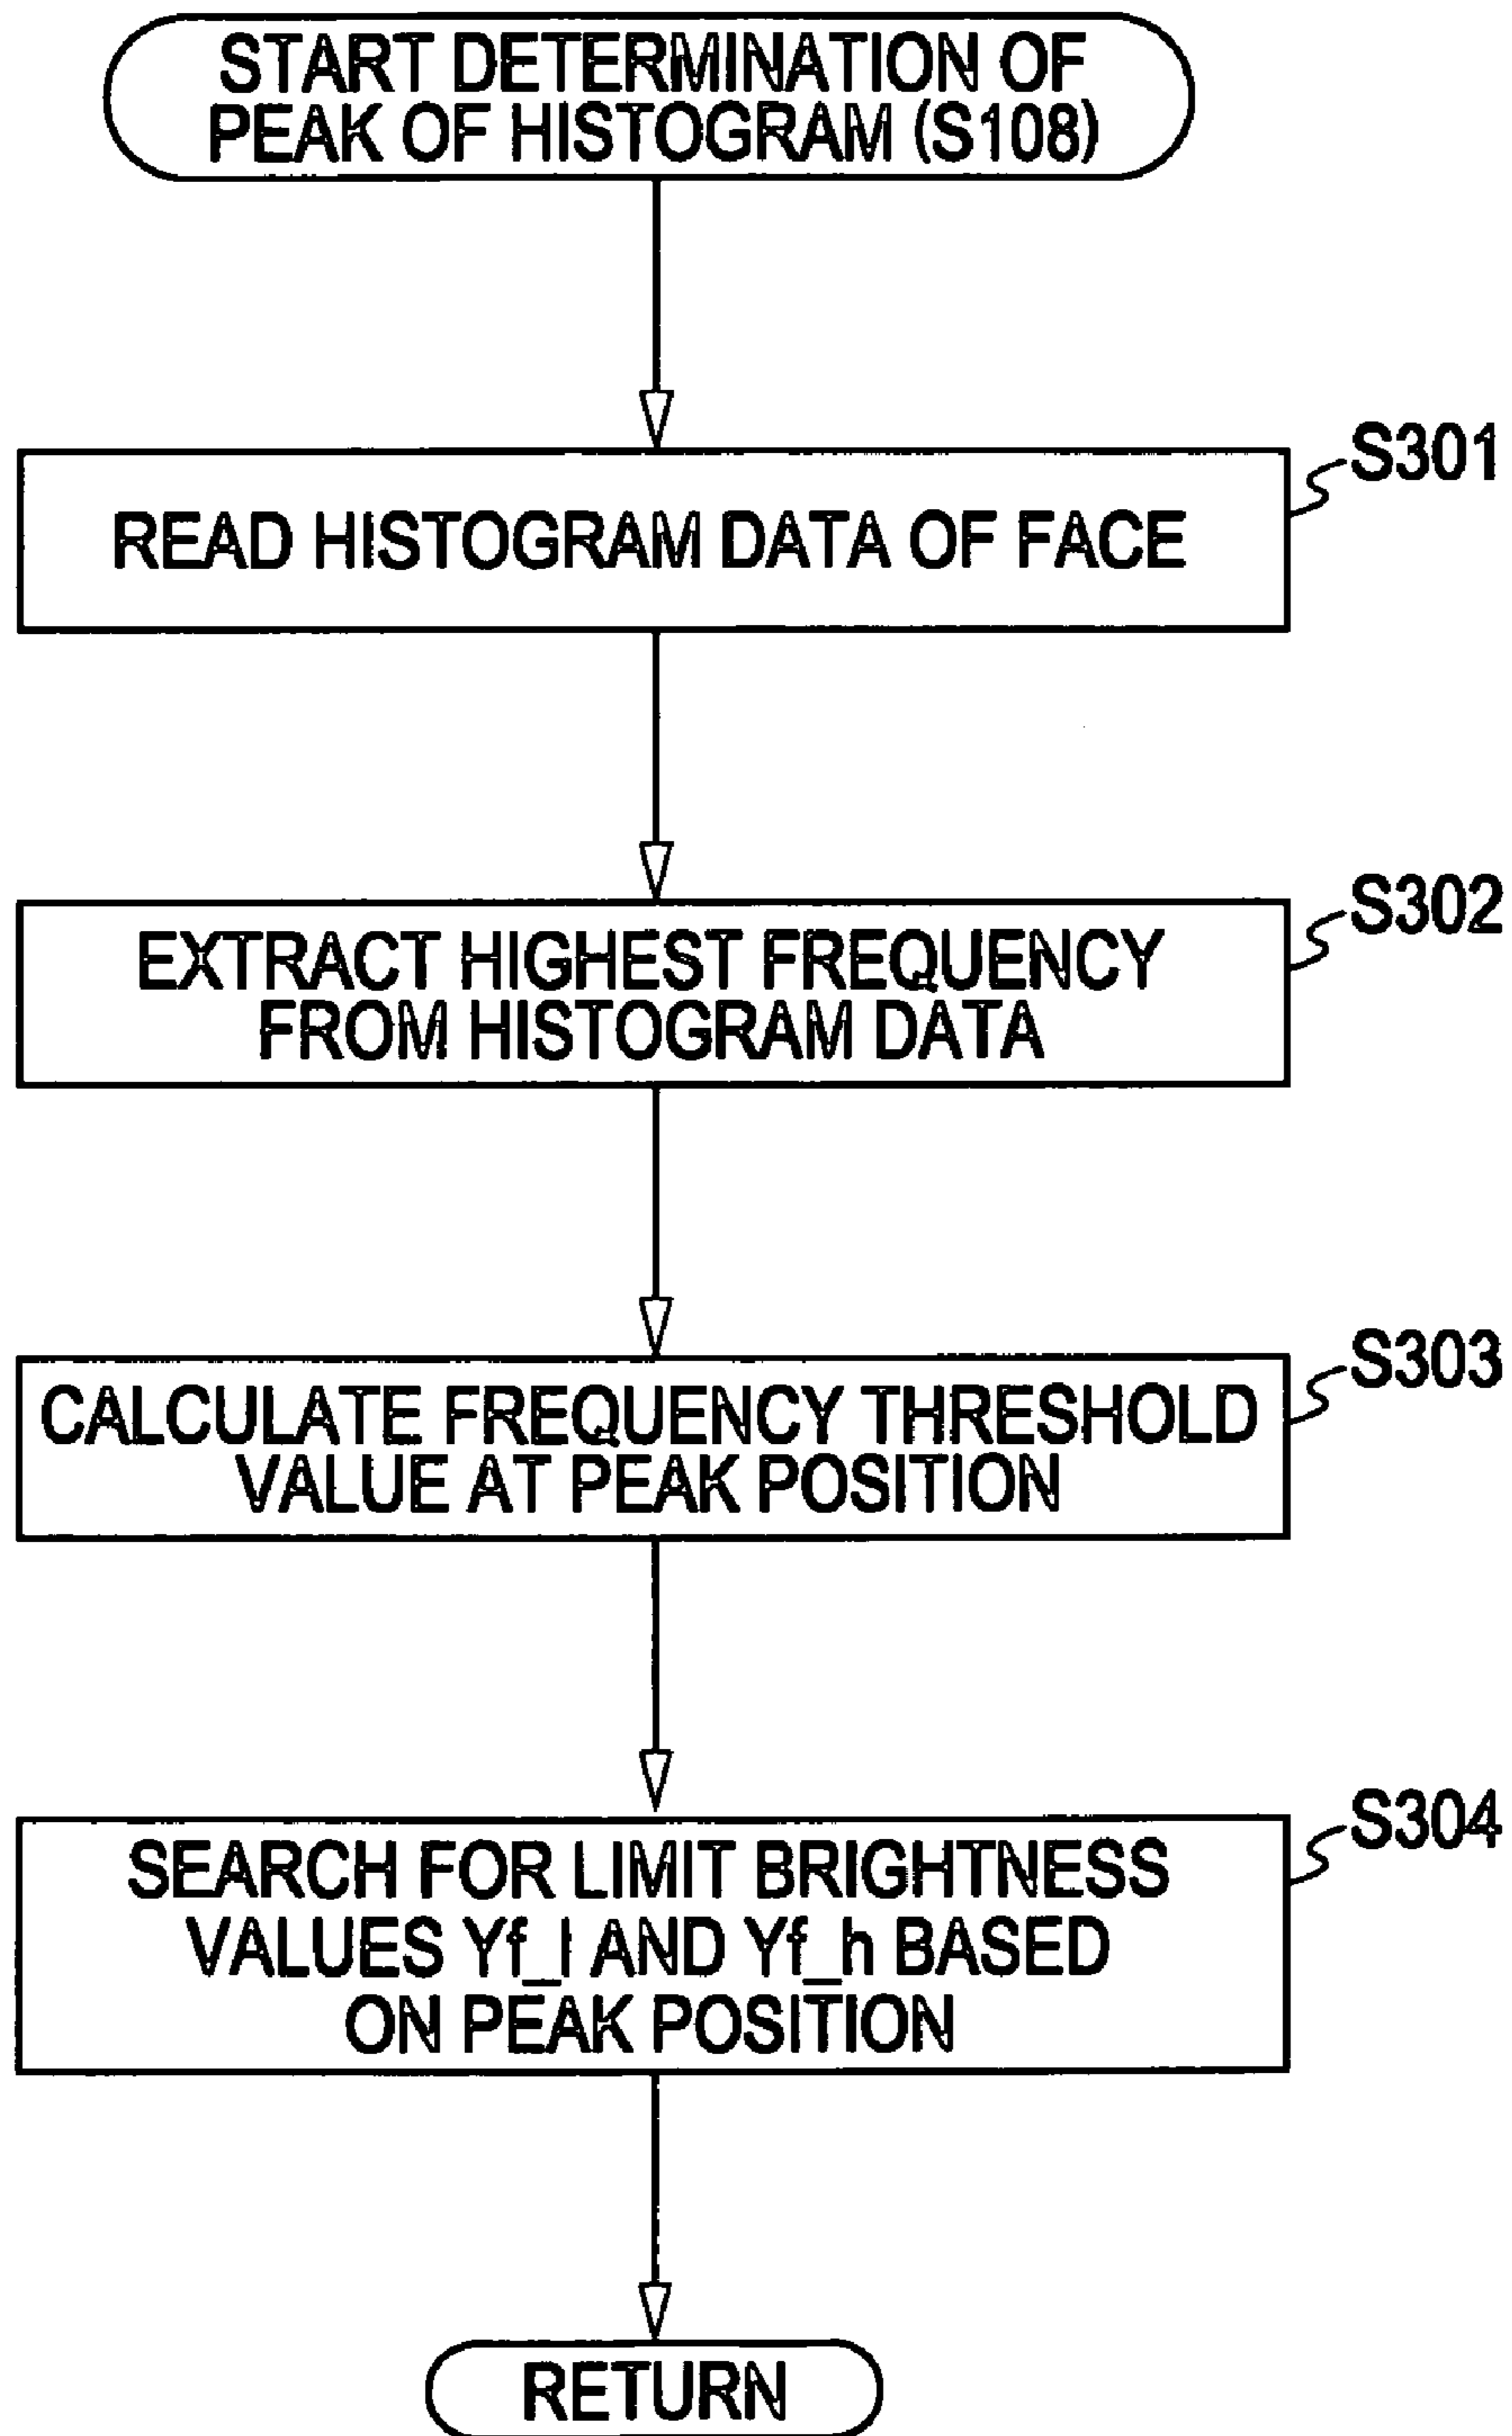 START DETERMINATION OF
PEAK OF HISTOGRAM (S108)
S301
READ HISTOGRAM DATA OF FACE
S302
EXTRACT HIGHEST FREQUENCY
FROM HISTOGRAM DATA
S303
CALCULATE FREQUENCY THRESHOLD
VALUE AT PEAK POSITION
S304
SEARCH FOR LIMIT BRIGHTNESS
VALUES Yf_l AND Yf_h BASED
ON PEAK POSITION
RETURN